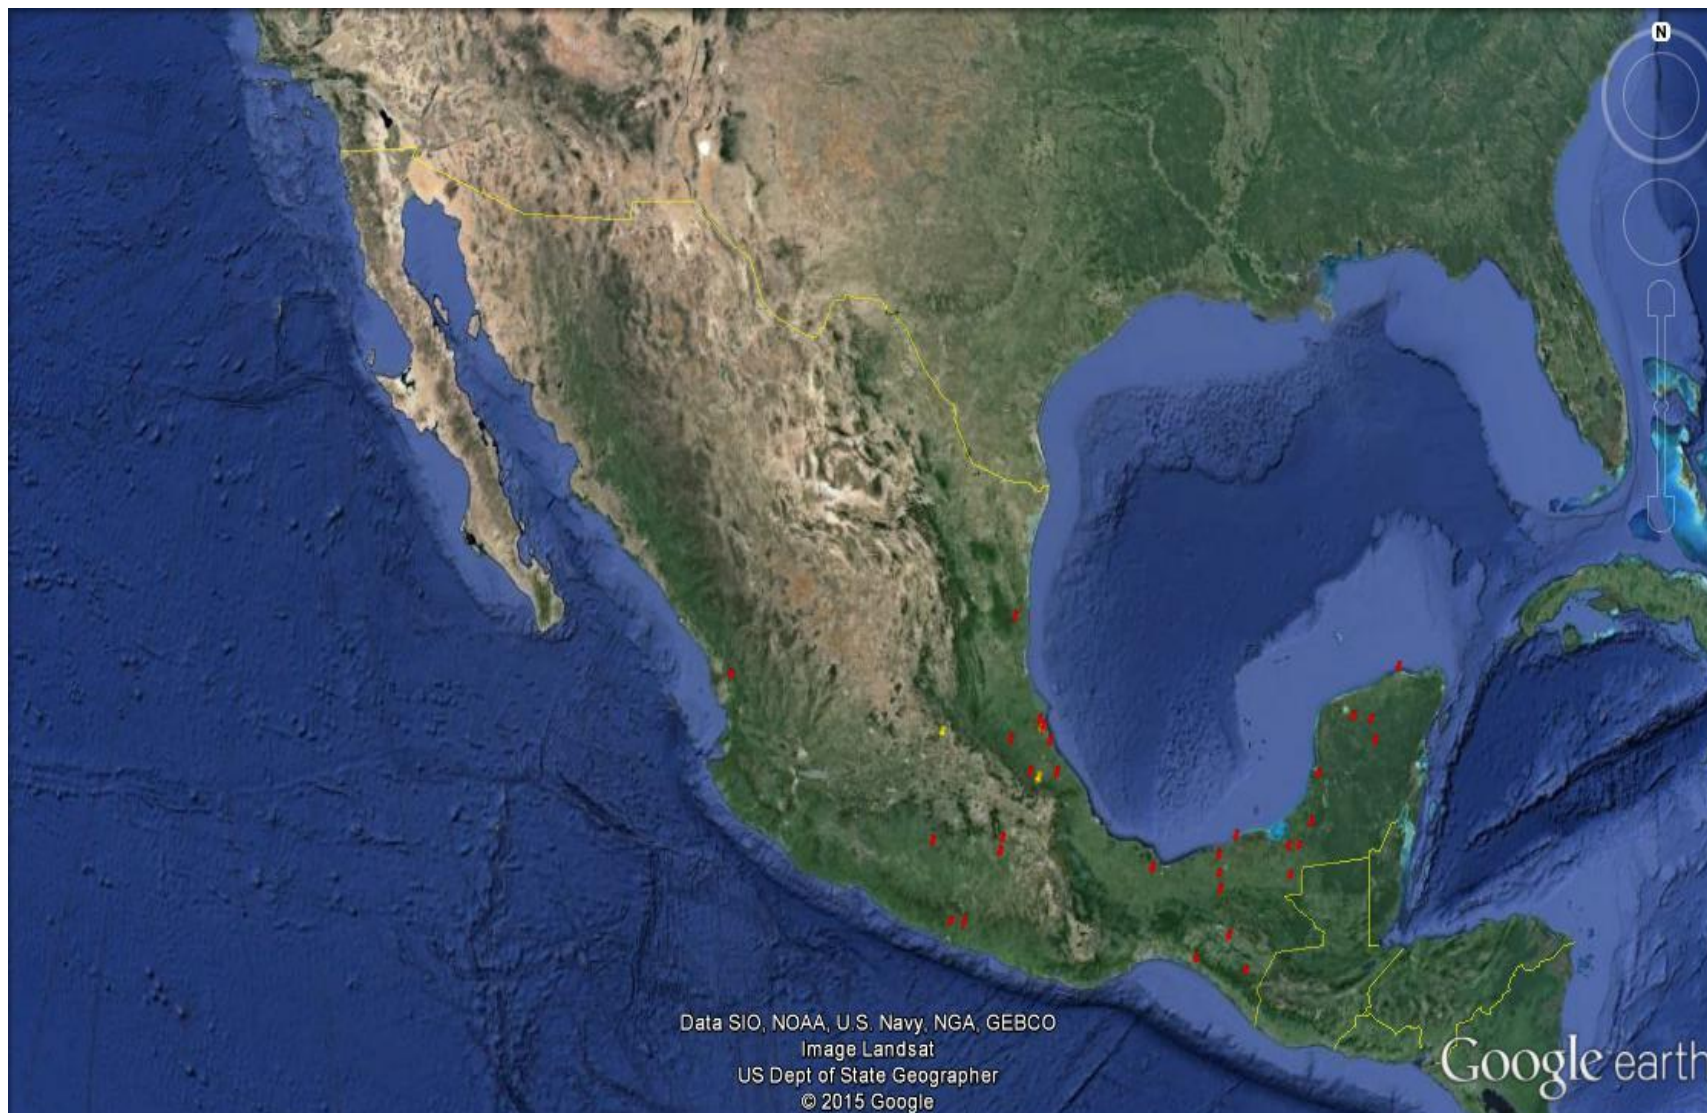 N
Data SIO, NOAA, U.S. Navy, NGA, GEBCO
Image Landsat
US Dept of State Geographer
© 2015 Google
Google earth